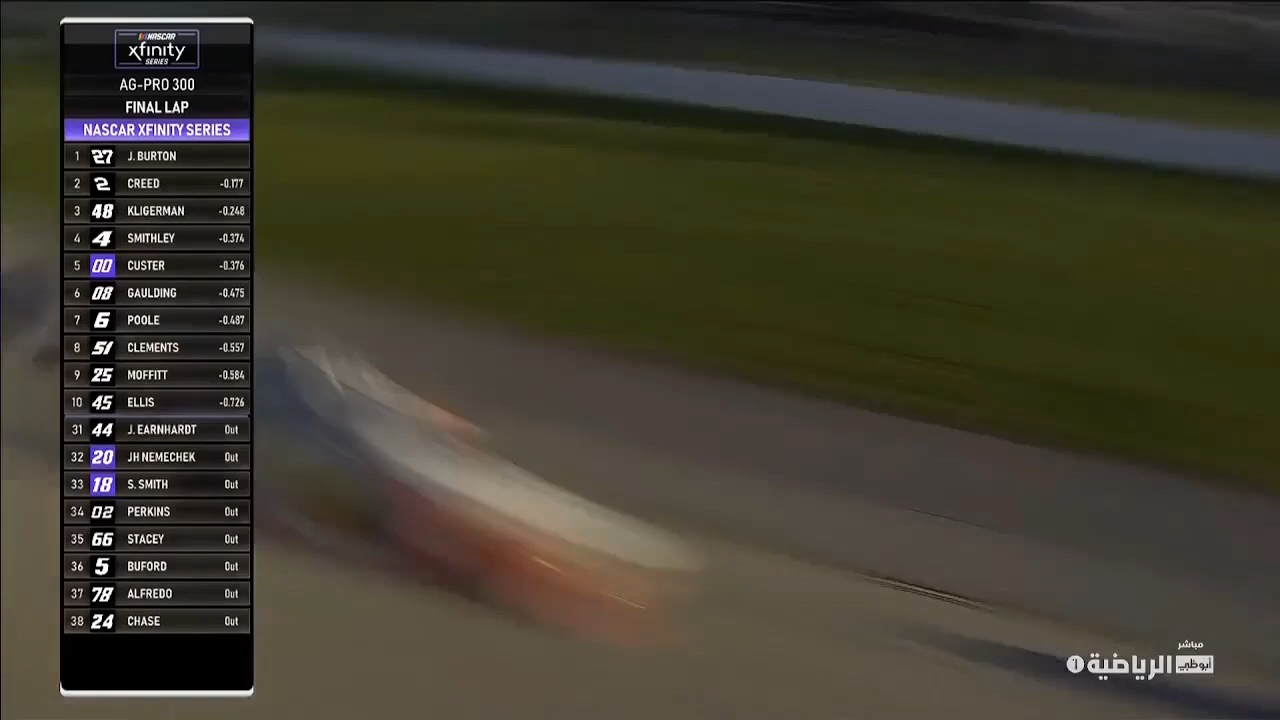 NASCAR
xfinity
SERIES
AG-PRO 300
FINAL LAP
NASCAR XFINITY SERIES
1 27 J. BURTON
2 2 CREED -0.177
3 48 KLIGERMAN -0.248
4 4 SMITHLEY -0.374
5 00 CUSTER -0.376
6 08 GAULDING -0.475
7 6 POOLE -0.487
8 51 CLEMENTS -0.557
9 25 MOFFITT -0.584
10 45 ELLIS -0.726
31 44 J. EARNHARDT Out
32 20 JH NEMECHEK Out
33 18 S. SMITH Out
34 02 PERKINS Out
35 66 STACEY Out
36 5 BUFORD Out
37 78 ALFREDO Out
38 24 CHASE Out
مباشر
أبوظبي الرياضية 1